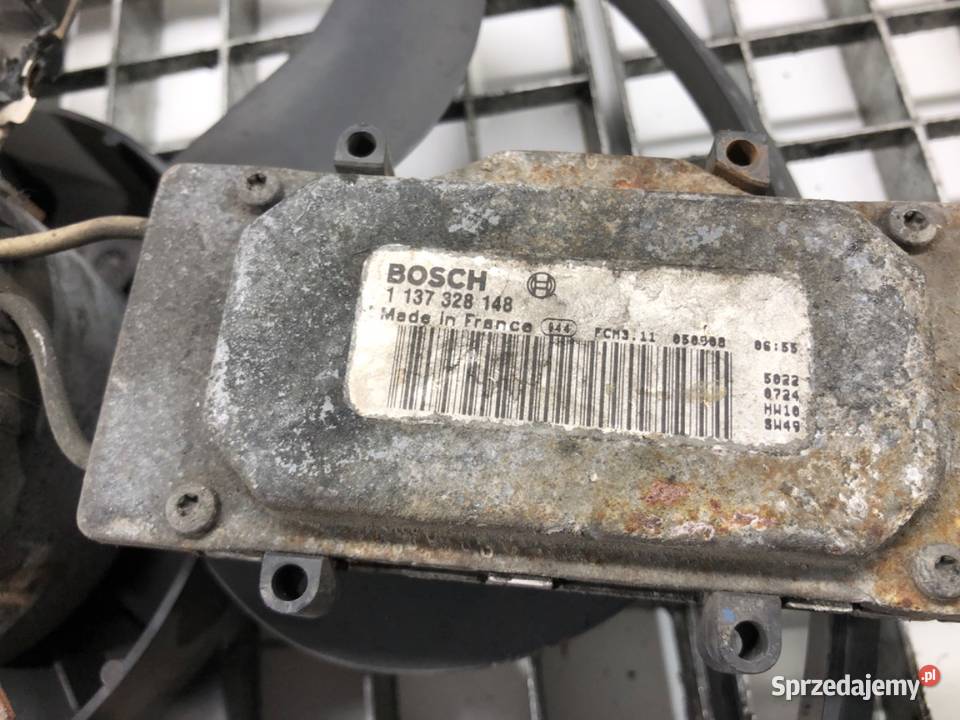 BOSCH
1 137 328 148
Made in France 644 FCM3.11 050908 06:55
5022
0724
HW10
SW49
Sprzedajemy.pl